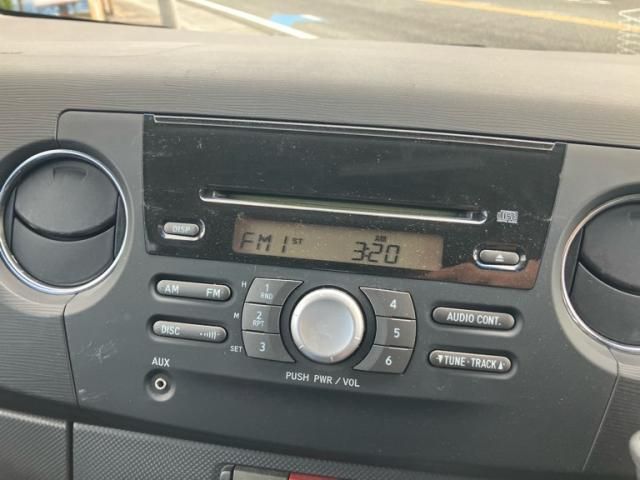 DISP
FM1 ST AM 3:20
AM FM
DISC
H 1 RND
M 2 RPT
SET 3
4
5
6
AUDIO CONT.
▼TUNE·TRACK▲
AUX
PUSH PWR/VOL